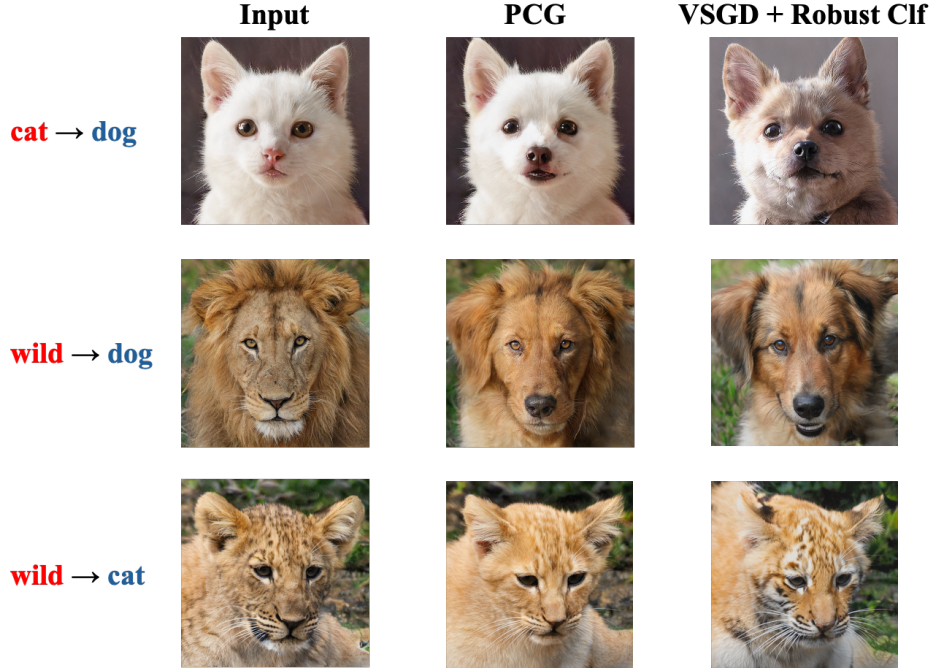 Input PCG VSGD + Robust Clf
cat → dog
wild → dog
wild → cat